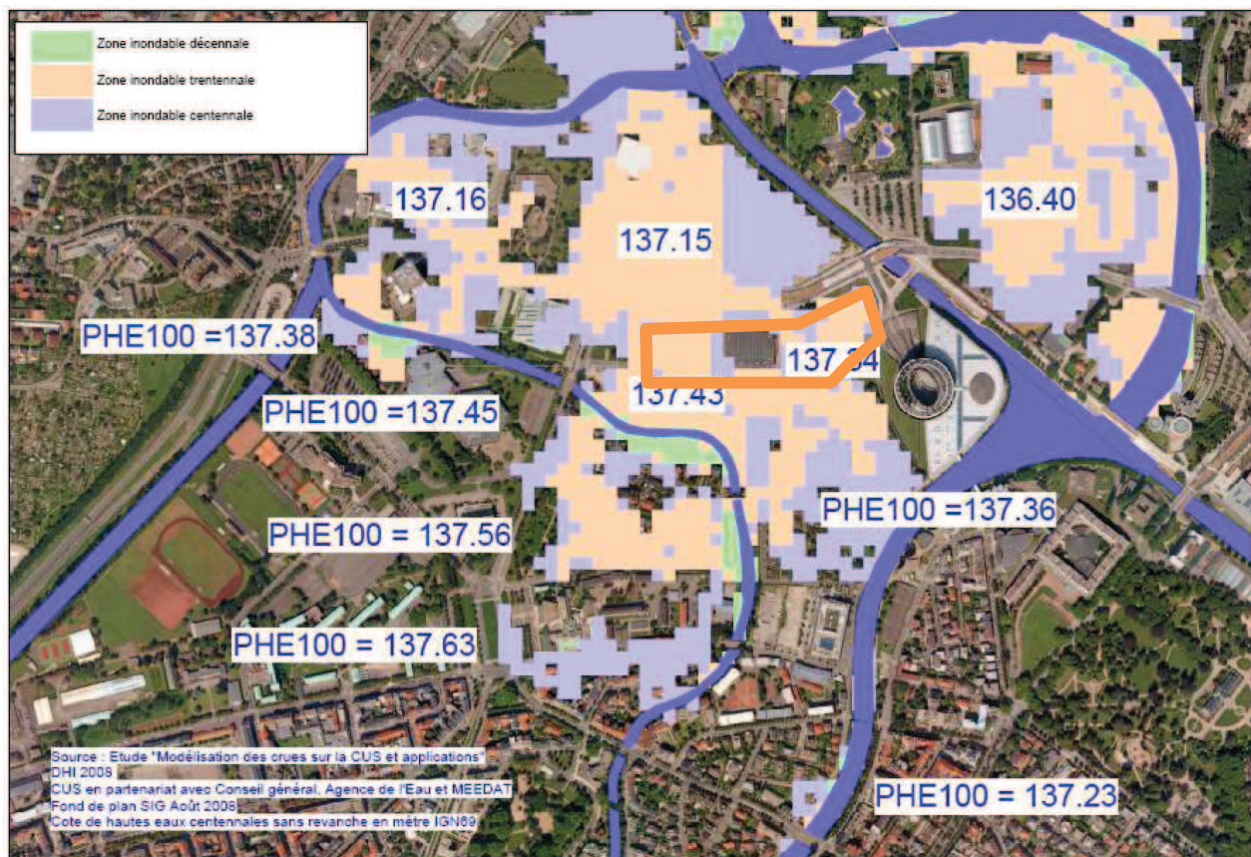 Zone inondable décennale
Zone inondable trentennale
Zone inondable centennale
137.16
136.40
137.15
PHE100 =137.38
137.34
137.43
PHE100 =137.45
PHE100 =137.36
PHE100 = 137.56
PHE100 = 137.63
Source : Etude "Modélisation des crues sur la CUS et applications"
DHI 2006
CUS en partenariat avec Conseil général, Agence de l'Eau et MEEDAT
Fond de plan SIG Août 2006
Cote de hautes eaux centennales sans revanche en mètre IGN69
PHE100 = 137.23